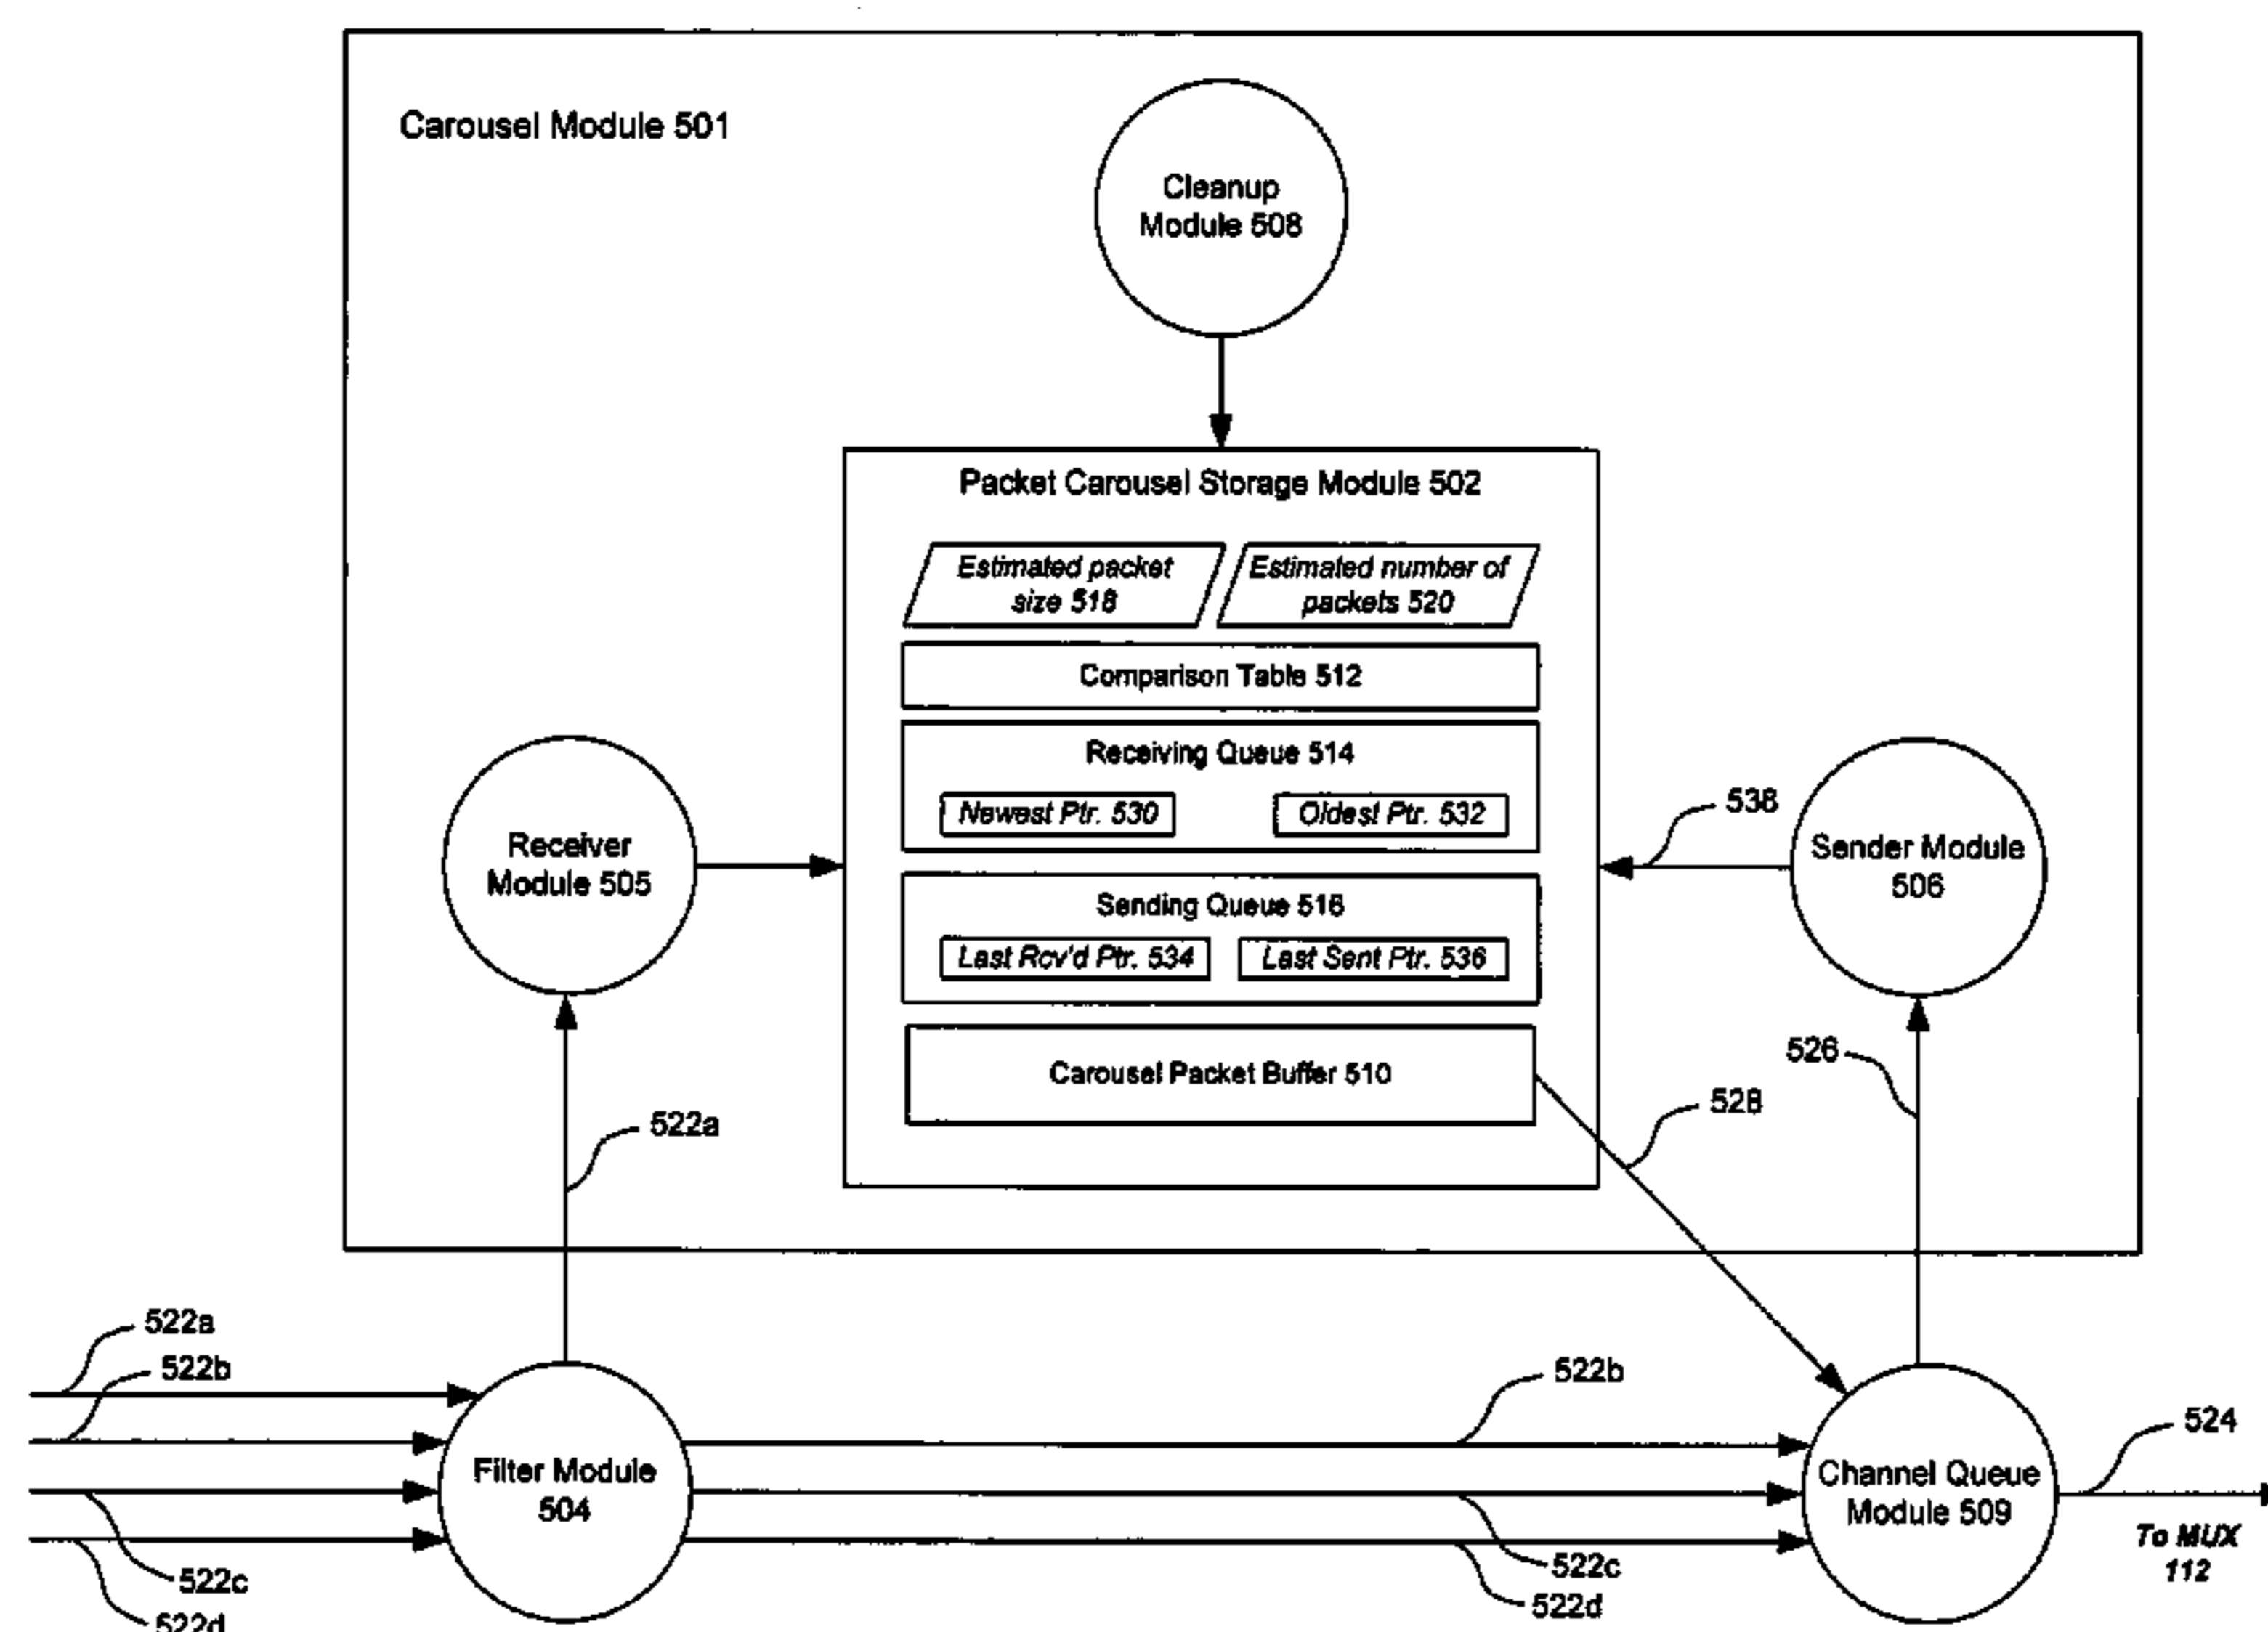 Carousel Module 501
Cleanup
Module 508
Packet Carousel Storage Module 502
Estimated packet
size 518
Estimated number of
packets 520
Comparison Table 512
Receiving Queue 514
Newest Ptr. 530
Oldest Ptr. 532
538
Receiver
Module 505
Sender Module
506
Sending Queue 516
Last Rcv'd Ptr. 534
Last Sent Ptr. 536
526
Carousel Packet Buffer 510
528
522a
522a
522b
522b
524
Filter Module
504
Channel Queue
Module 509
To MUX
112
522c
522c
522d
522d